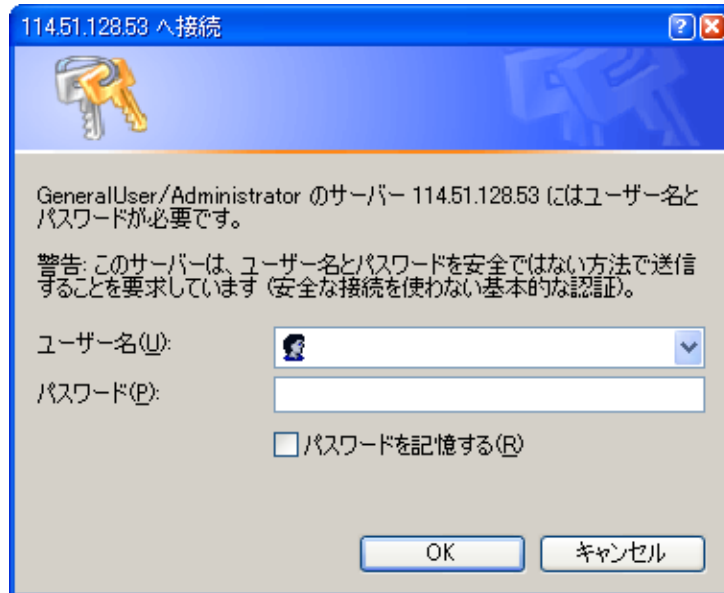 114.51.128.53 へ接続
GeneralUser/Administrator のサーバー 114.51.128.53 にはユーザー名と
パスワードが必要です。
警告: このサーバーは、ユーザー名とパスワードを安全ではない方法で送信
することを要求しています (安全な接続を使わない基本的な認証)。
ユーザー名(U):
パスワード(P):
パスワードを記憶する(R)
OK キャンセル